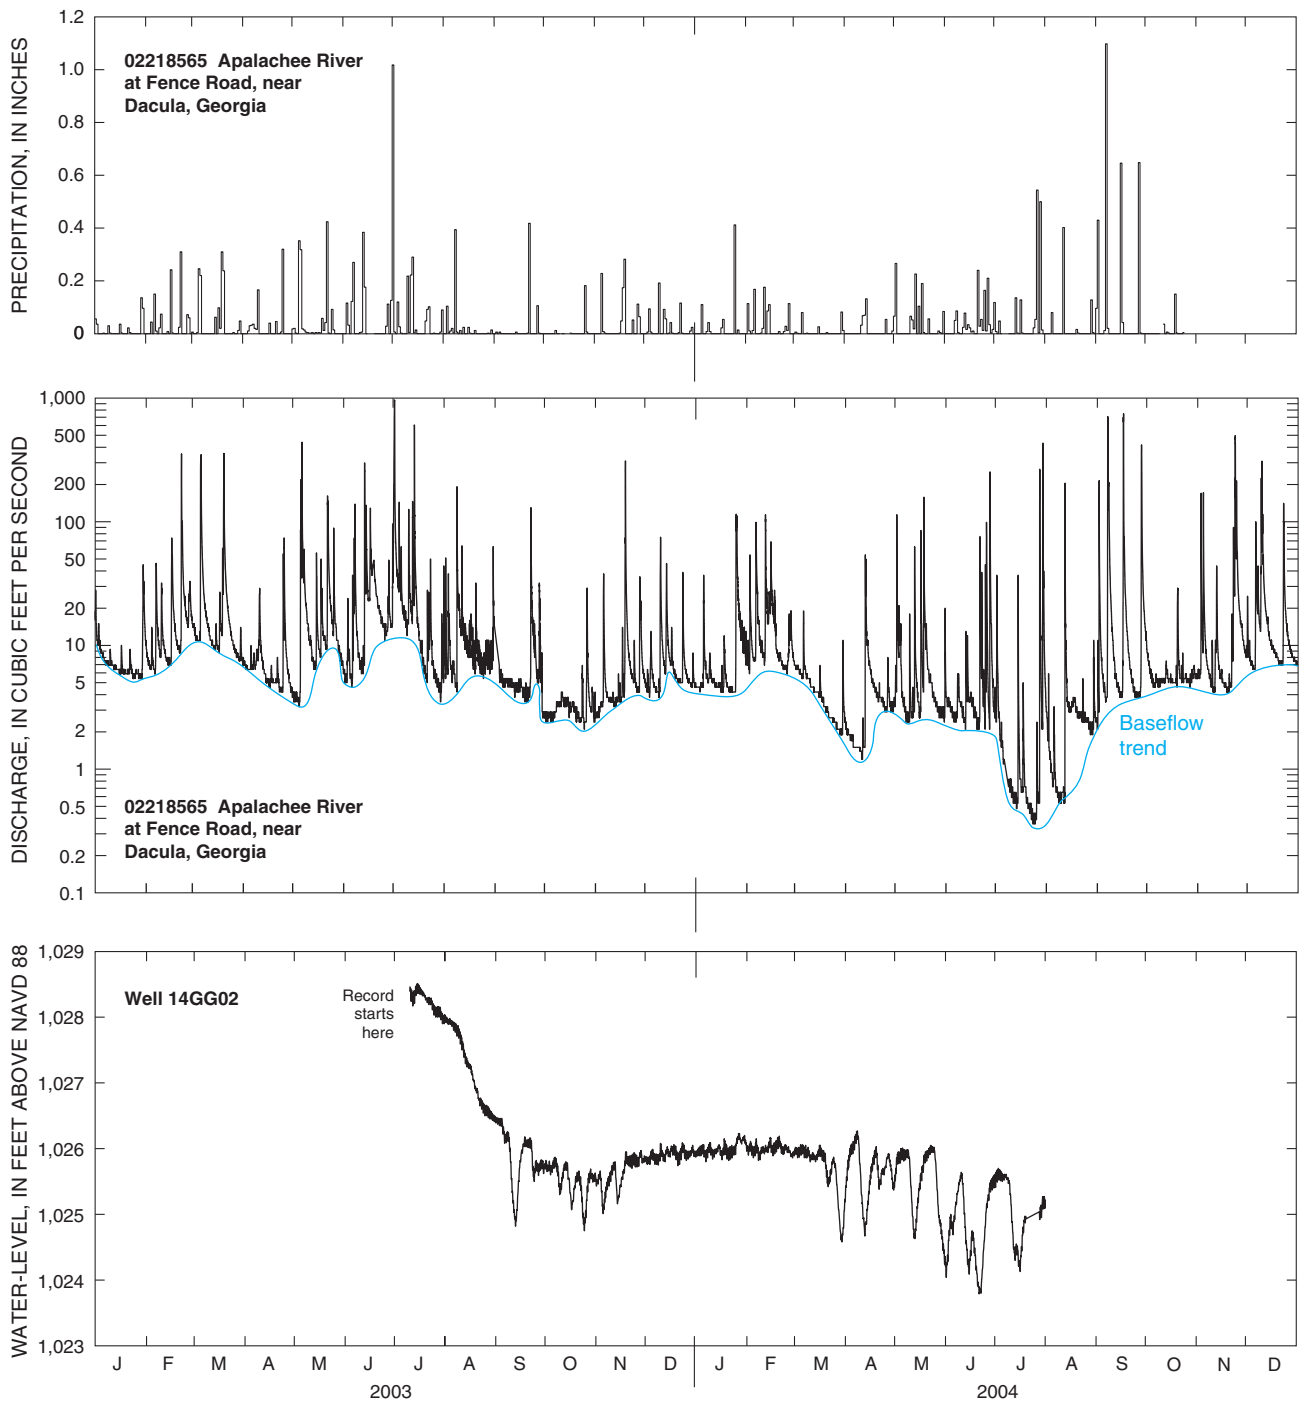 1.2
1.0
0.8
0.6
0.4
0.2
0
PRECIPITATION, IN INCHES
02218565 Apalachee River
at Fence Road, near
Dacula, Georgia
1,000
500
200
100
50
20
10
5
2
1
0.5
0.2
0.1
DISCHARGE, IN CUBIC FEET PER SECOND
Baseflow
trend
02218565 Apalachee River
at Fence Road, near
Dacula, Georgia
1,029
1,028
1,027
1,026
1,025
1,024
1,023
WATER-LEVEL, IN FEET ABOVE NAVD 88
Well 14GG02
Record
starts
here
J F M A M J J A S O N D J F M A M J J A S O N D
2003 2004